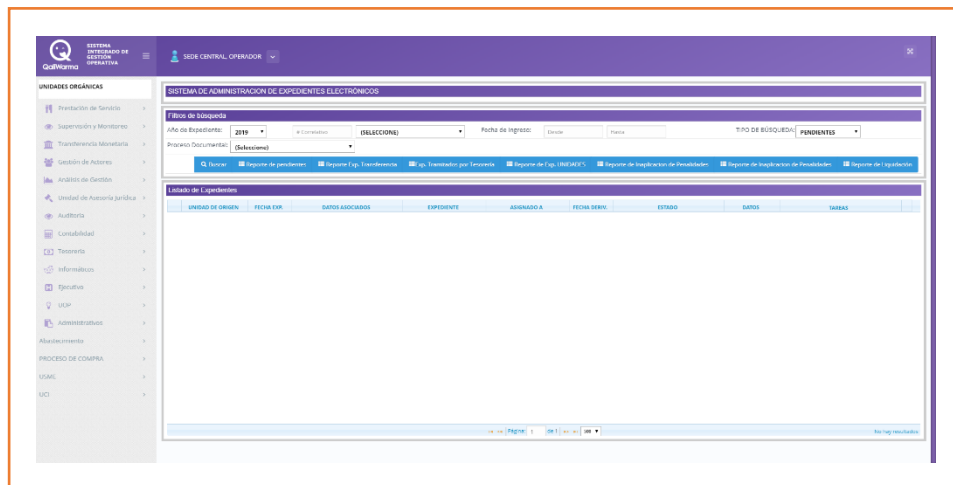 SISTEMA
INTEGRADO DE
GESTIÓN
OPERATIVA
QaliWarma
SEDE CENTRAL, OPERADOR
UNIDADES ORGÁNICAS
Prestación de Servicio
Supervisión y Monitoreo
Transferencia Monetaria
Gestión de Actores
Análisis de Gestión
Unidad de Asesoría Jurídica
Auditoría
Contabilidad
Tesorería
Informáticos
Ejecutivo
UOP
Administrativos
Abastecimiento
PROCESO DE COMPRA
UCI
SISTEMA DE ADMINISTRACION DE EXPEDIENTES ELECTRÓNICOS
Filtros de búsqueda
Año de Expediente: 2019 # Correlativo (SELECCIONE) Fecha de Ingreso: Desde Hasta TIPO DE BÚSQUEDA: PENDIENTES
Proceso Documental: (Seleccione)
Buscar Reporte de pendientes Reporte Exp. Transferencia Exp. Tramitados por Tesorería Reporte de Exp. UNIDADES Reporte de Inaplicacion de Penalidades Reporte de Inaplicacion de Penalidades Reporte de Liquidación
Listado de Expedientes
UNIDAD DE ORIGEN FECHA EXP. DATOS ASOCIADOS EXPEDIENTE ASIGNADO A FECHA DERIV. ESTADO DATOS TAREAS
Página: 1 de 1
No hay resultados